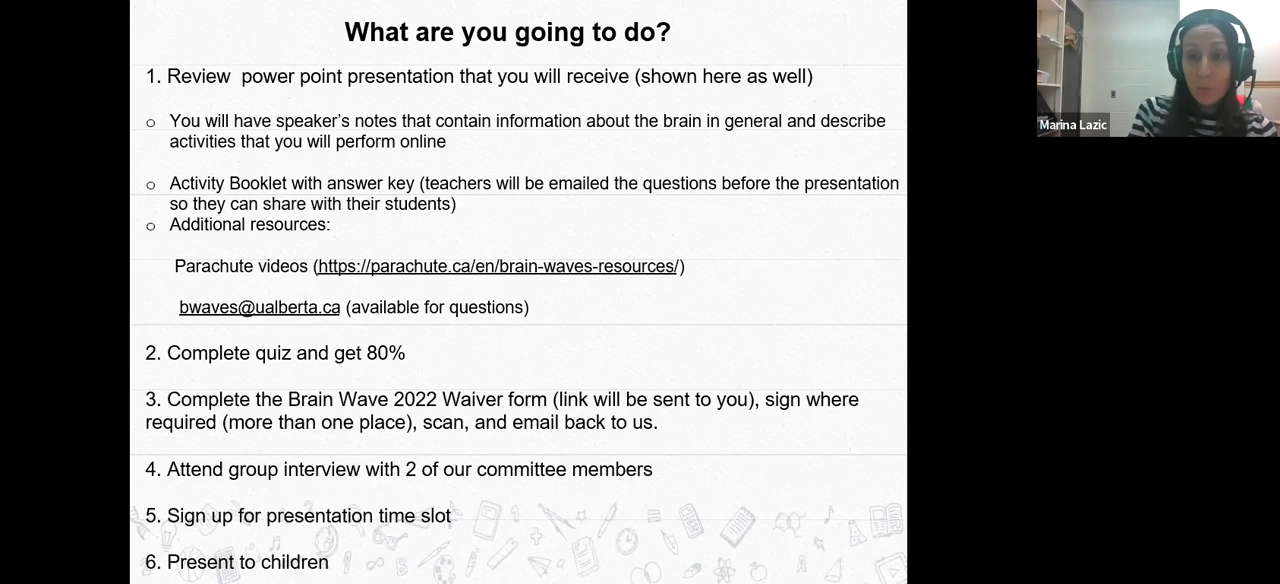 What are you going to do?
1. Review  power point presentation that you will receive (shown here as well)
o You will have speaker's notes that contain information about the brain in general and describe
activities that you will perform online
o Activity Booklet with answer key (teachers will be emailed the questions before the presentation
so they can share with their students)
o Additional resources:
Parachute videos (https://parachute.ca/en/brain-waves-resources/)
bwaves@ualberta.ca (available for questions)
2. Complete quiz and get 80%
3. Complete the Brain Wave 2022 Waiver form (link will be sent to you), sign where
required (more than one place), scan, and email back to us.
4. Attend group interview with 2 of our committee members
5. Sign up for presentation time slot
6. Present to children
Marina Lazic